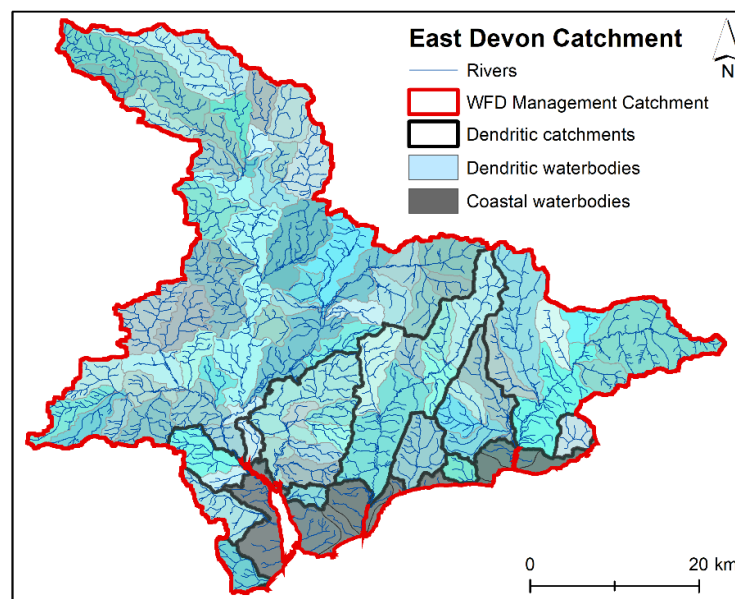 East Devon Catchment
N
Rivers
WFD Management Catchment
Dendritic catchments
Dendritic waterbodies
Coastal waterbodies
0 20 km